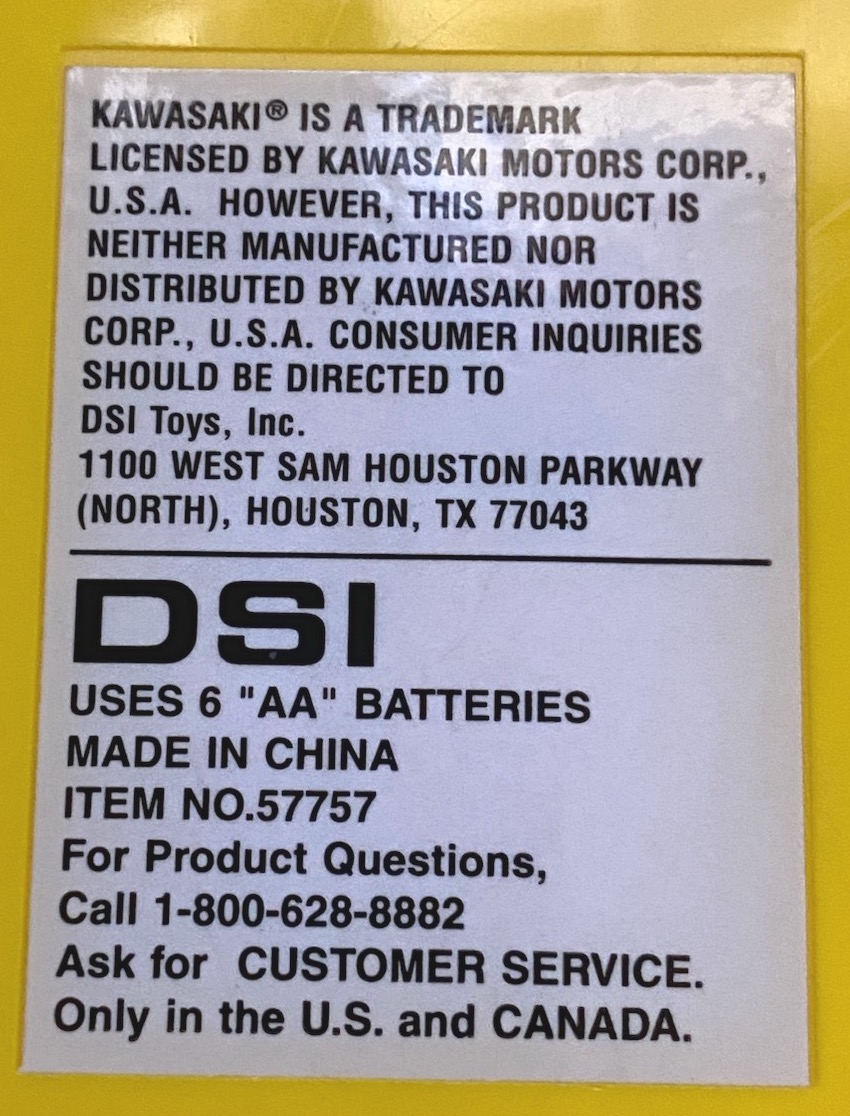 KAWASAKI® IS A TRADEMARK
LICENSED BY KAWASAKI MOTORS CORP.,
U.S.A. HOWEVER, THIS PRODUCT IS
NEITHER MANUFACTURED NOR
DISTRIBUTED BY KAWASAKI MOTORS
CORP., U.S.A. CONSUMER INQUIRIES
SHOULD BE DIRECTED TO
DSI Toys, Inc.
1100 WEST SAM HOUSTON PARKWAY
(NORTH), HOUSTON, TX 77043
DSI
USES 6 "AA" BATTERIES
MADE IN CHINA
ITEM NO.57757
For Product Questions,
Call 1-800-628-8882
Ask for CUSTOMER SERVICE.
Only in the U.S. and CANADA.